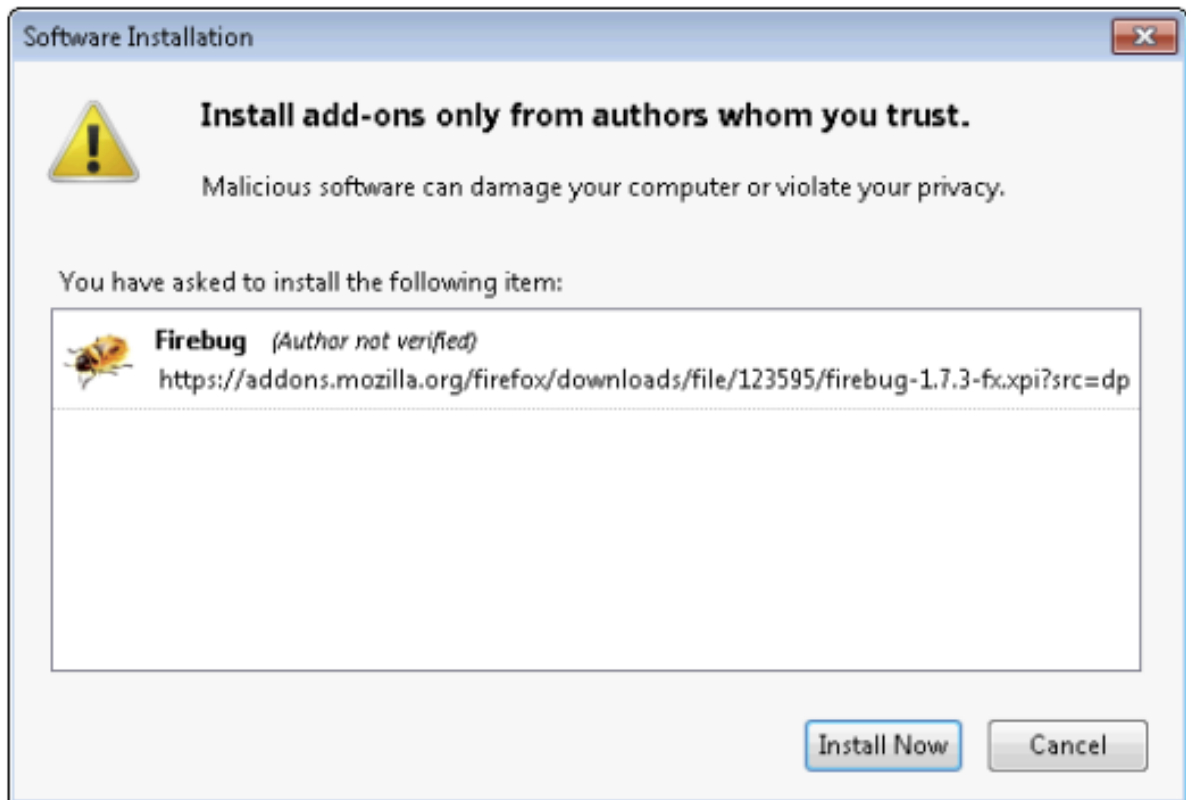 Software Installation
Install add-ons only from authors whom you trust.
Malicious software can damage your computer or violate your privacy.
You have asked to install the following item:
Firebug (Author not verified)
https://addons.mozilla.org/firefox/downloads/file/123595/firebug-1.7.3-fx.xpi?src=dp
Install Now Cancel